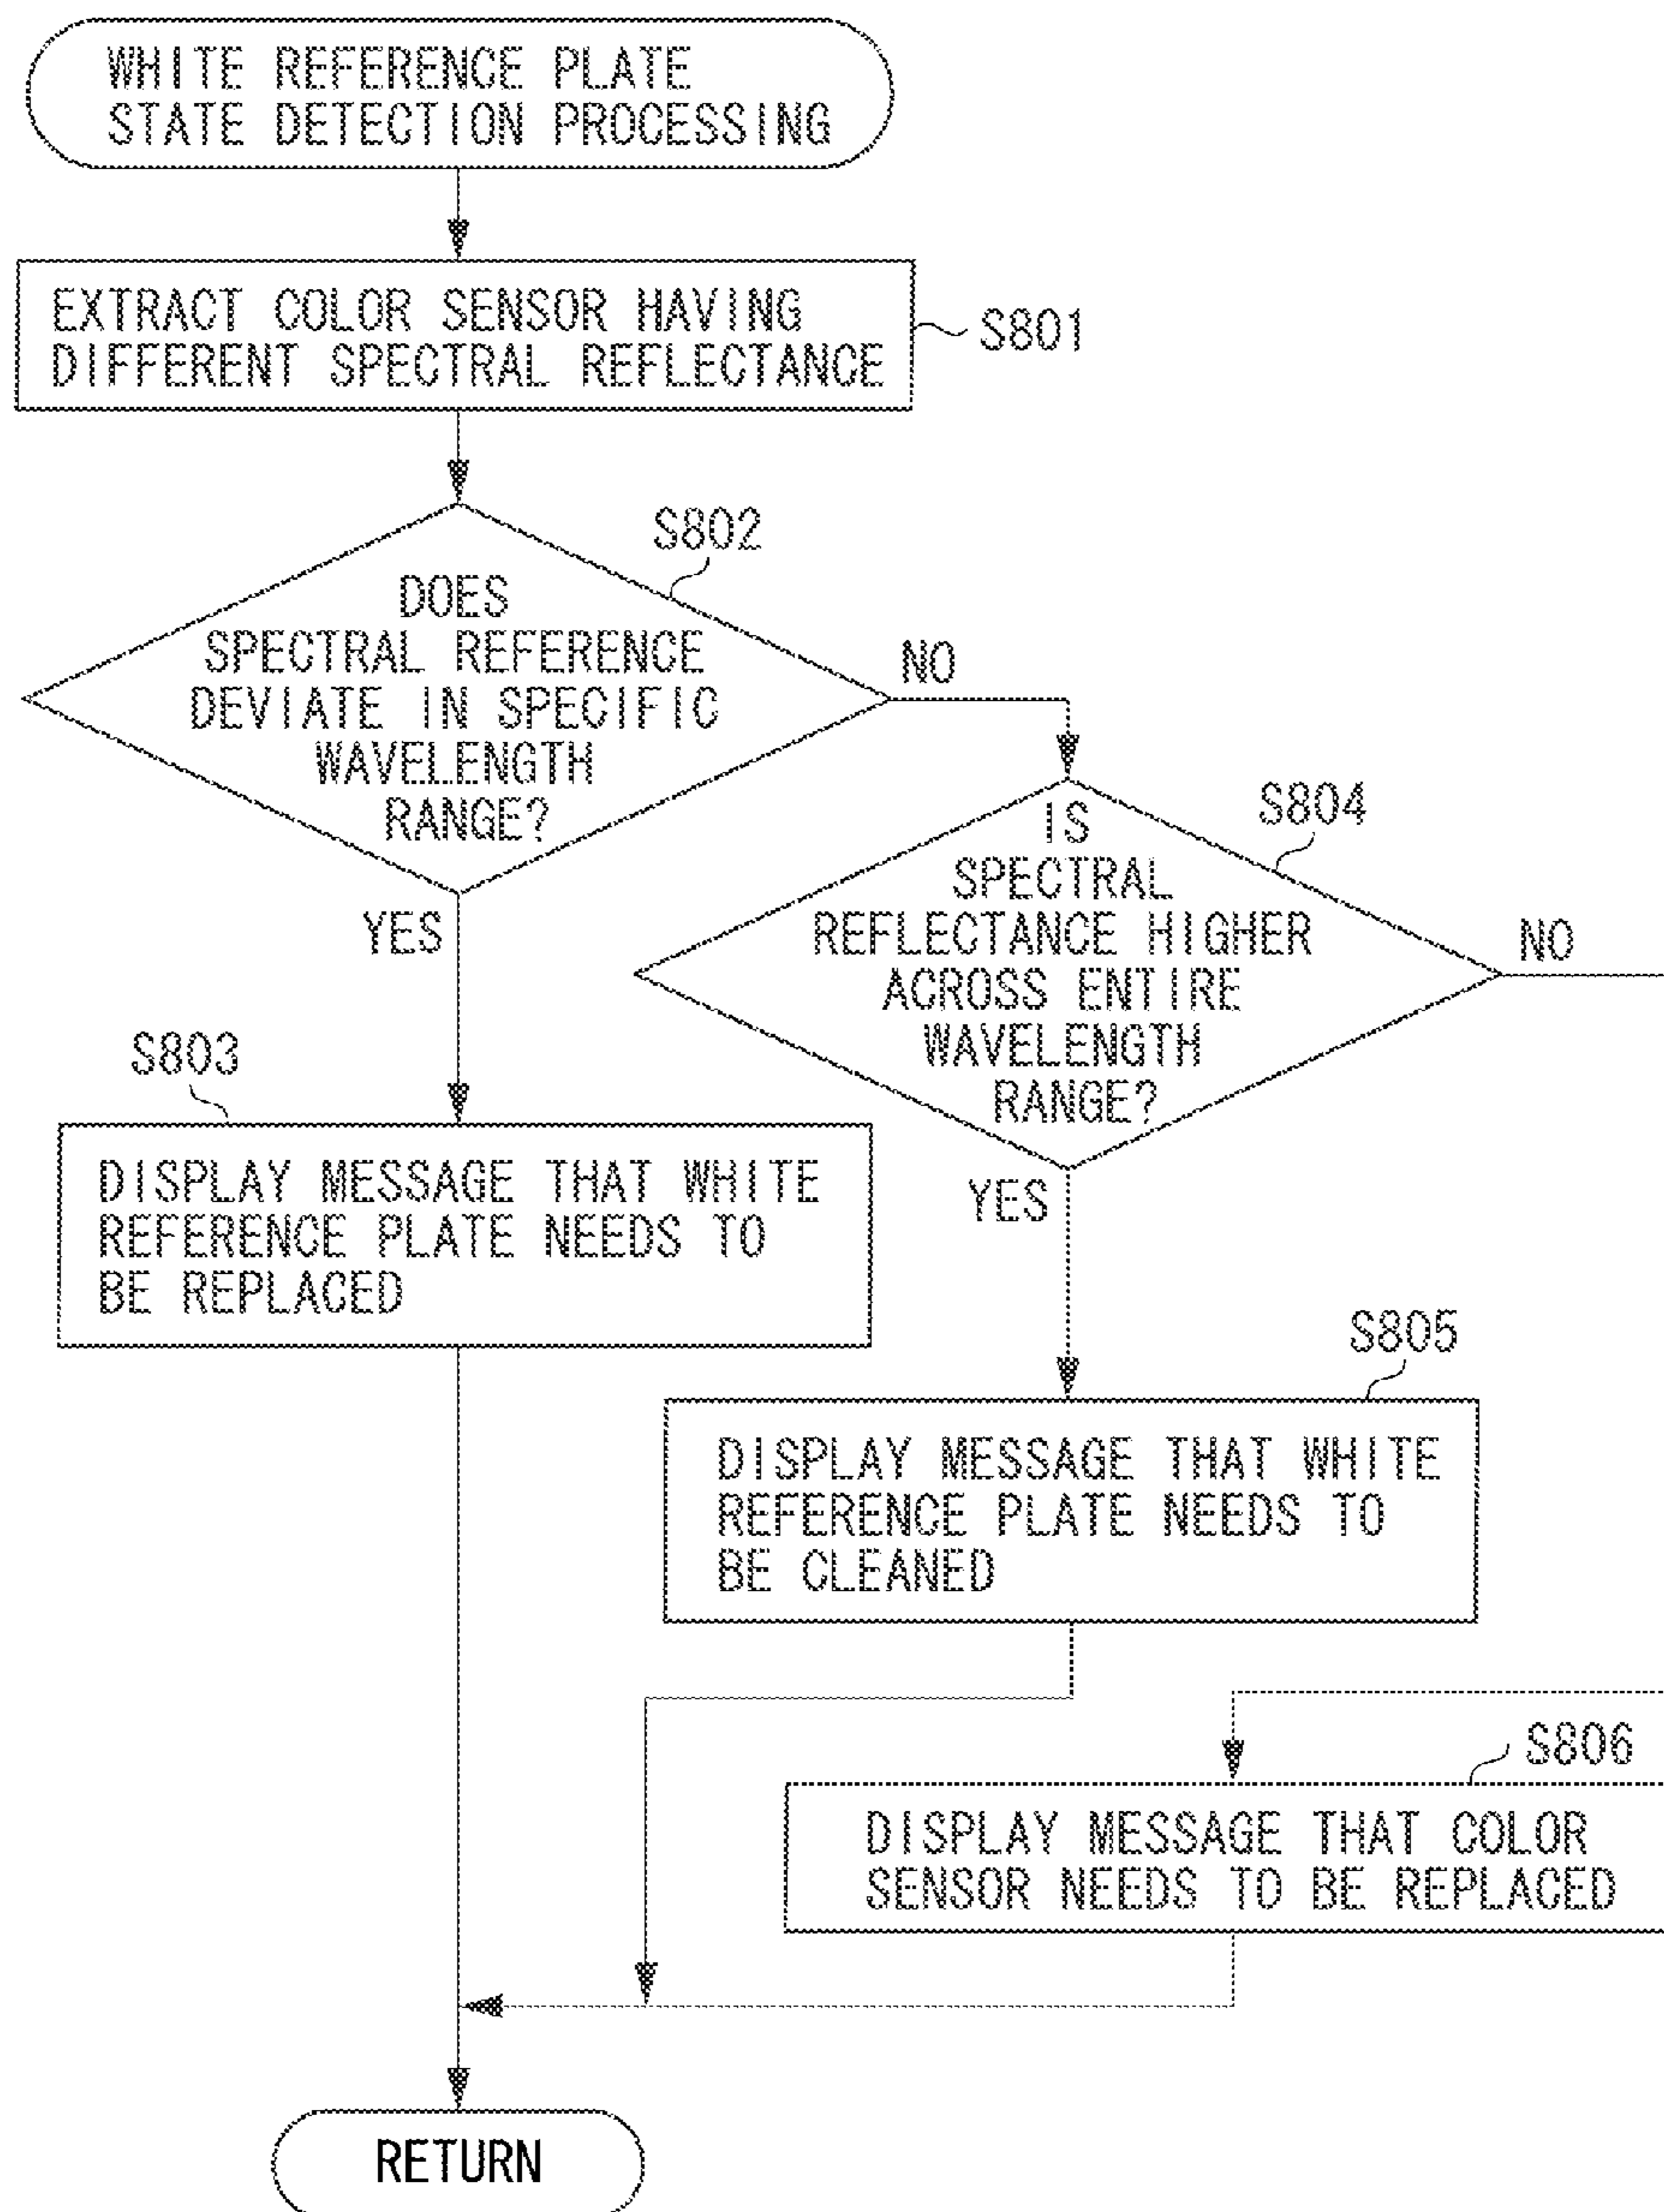 WHITE REFERENCE PLATE
STATE DETECTION PROCESSING
EXTRACT COLOR SENSOR HAVING
DIFFERENT SPECTRAL REFLECTANCE
S801
S802
DOES
SPECTRAL REFERENCE
DEVIATE IN SPECIFIC
WAVELENGTH
RANGE?
NO
YES
S804
IS
SPECTRAL
REFLECTANCE HIGHER
ACROSS ENTIRE
WAVELENGTH
RANGE?
NO
YES
S803
DISPLAY MESSAGE THAT WHITE
REFERENCE PLATE NEEDS TO
BE REPLACED
S805
DISPLAY MESSAGE THAT WHITE
REFERENCE PLATE NEEDS TO
BE CLEANED
S806
DISPLAY MESSAGE THAT COLOR
SENSOR NEEDS TO BE REPLACED
RETURN